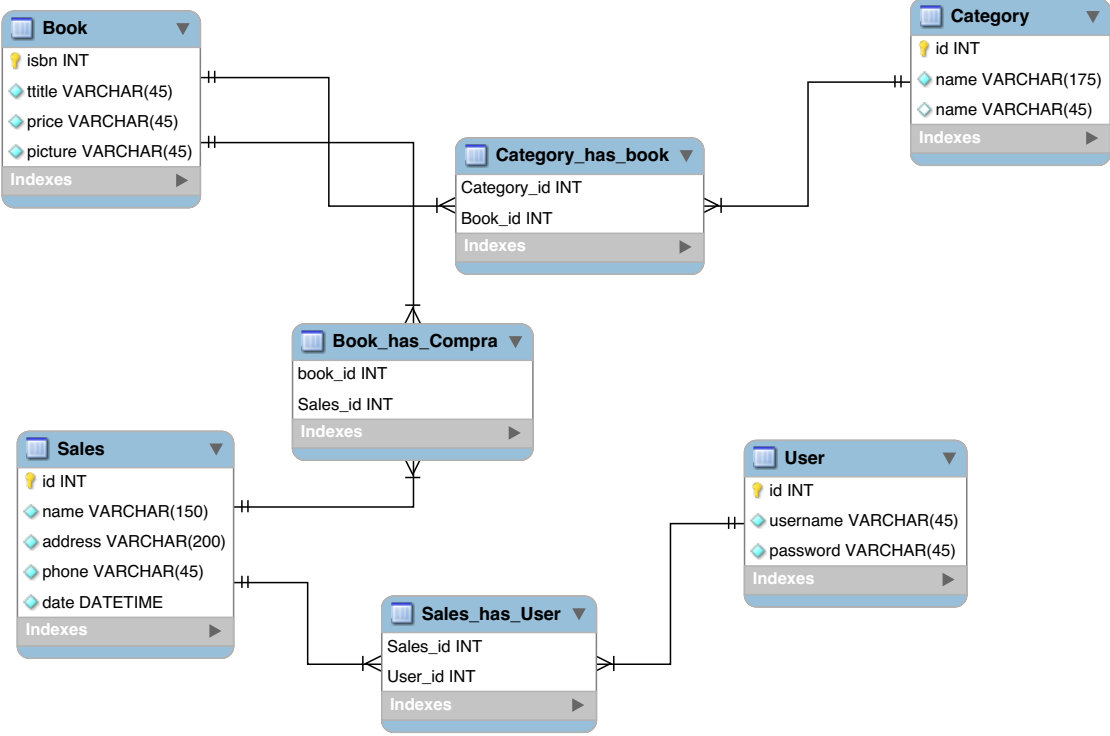 Book
isbn INT
ttitle VARCHAR(45)
price VARCHAR(45)
picture VARCHAR(45)
Indexes
Category
id INT
name VARCHAR(175)
name VARCHAR(45)
Indexes
Category_has_book
Category_id INT
Book_id INT
Indexes
Book_has_Compra
book_id INT
Sales_id INT
Indexes
Sales
id INT
name VARCHAR(150)
address VARCHAR(200)
phone VARCHAR(45)
date DATETIME
Indexes
User
id INT
username VARCHAR(45)
password VARCHAR(45)
Indexes
Sales_has_User
Sales_id INT
User_id INT
Indexes